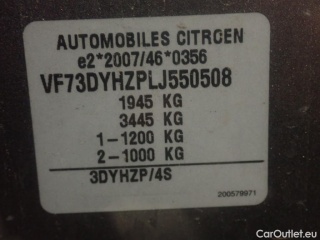 AUTOMOBILES CITROEN
e2*2007/46*0356
VF73DYHZPLJ550508
1945 KG
3445 KG
1-1200 KG
2-1000 KG
3DYHZP/4S
200579971
CarOutlet.eu